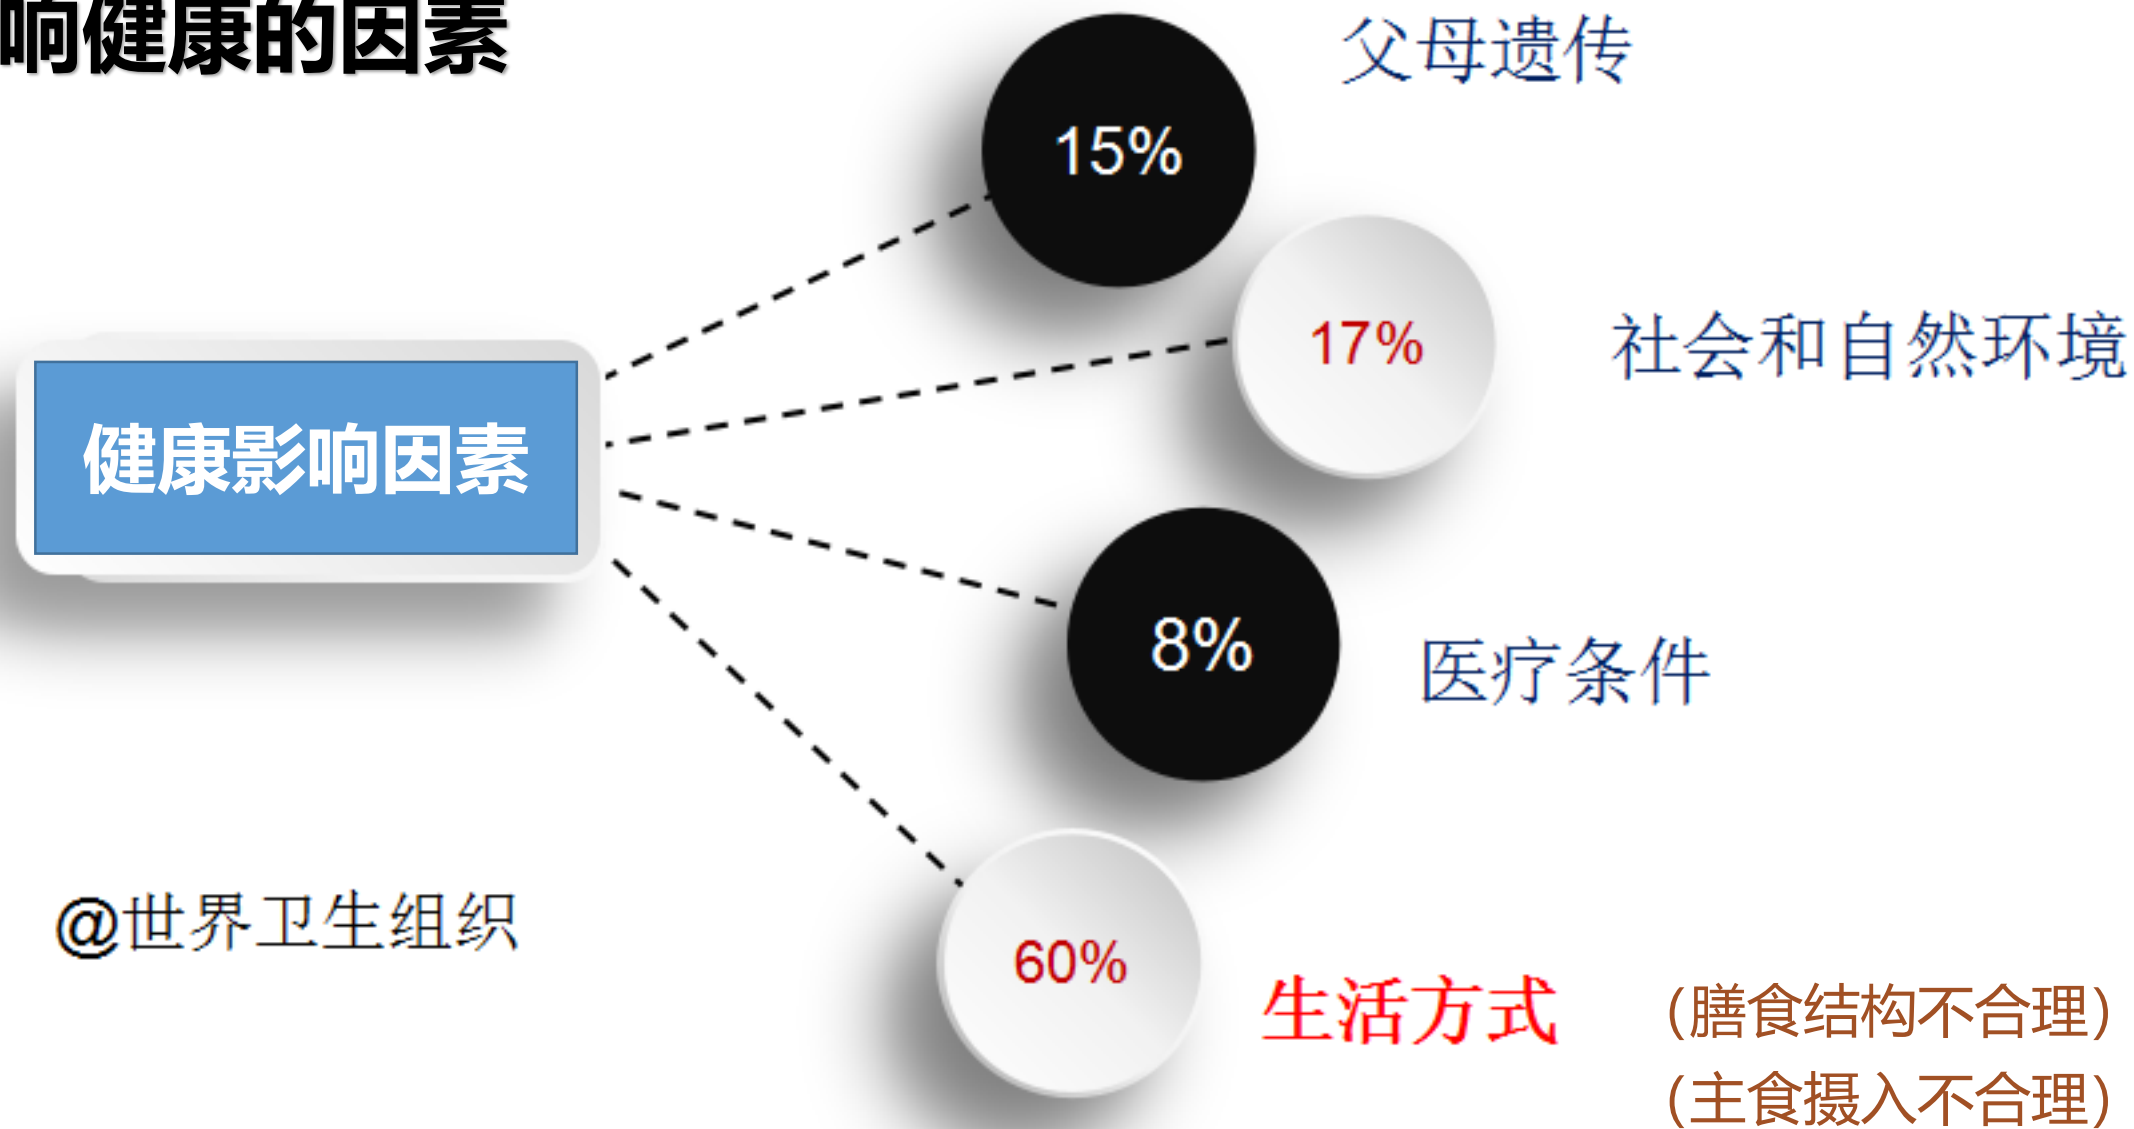 响健康的因素
父母遗传
15%
17%
社会和自然环境
健康影响因素
8%
医疗条件
@世界卫生组织
60%
生活方式
（膳食结构不合理）
（主食摄入不合理）